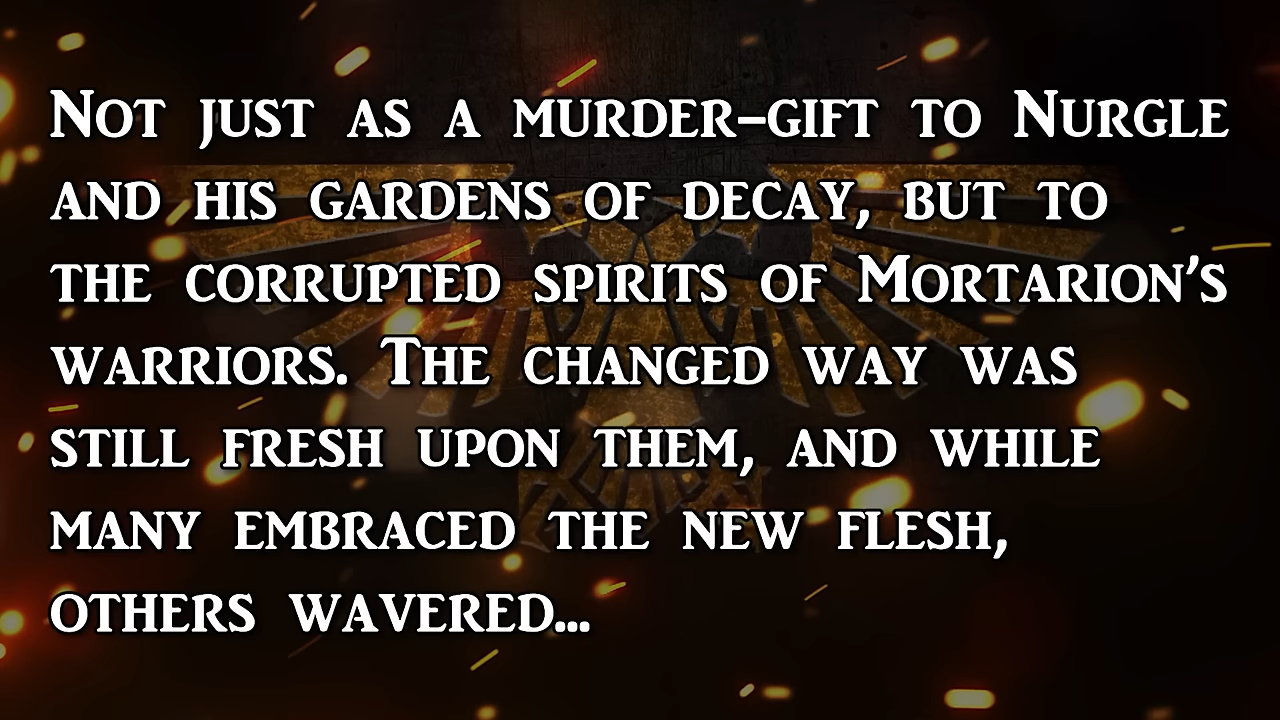 Not just as a murder-gift to Nurgle
and his gardens of decay, but to
the corrupted spirits of Mortarion's
warriors. The changed way was
still fresh upon them, and while
many embraced the new flesh,
others wavered...